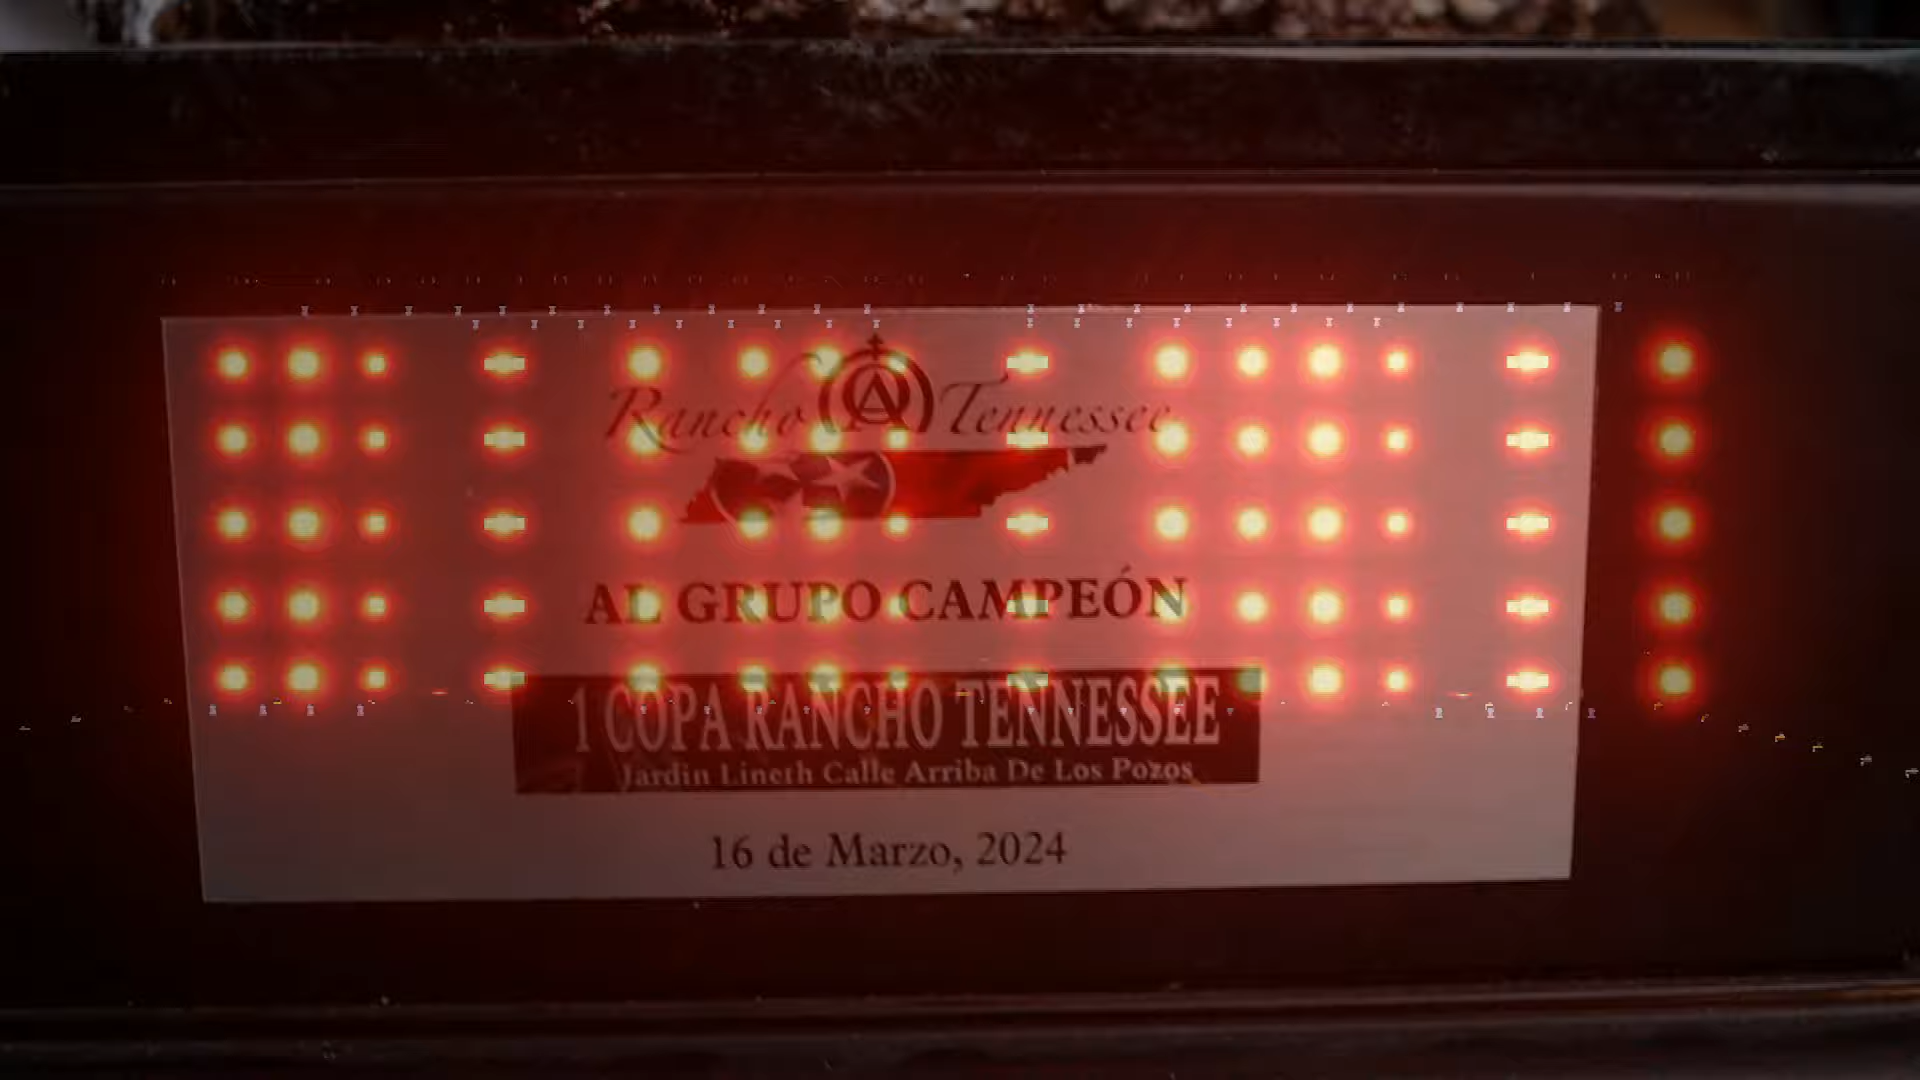 Rancho Tennessee
AL GRUPO CAMPEÓN
1 COPA RANCHO TENNESSEE
Jardin Lineth Calle Arriba De Los Pozos
16 de Marzo, 2024